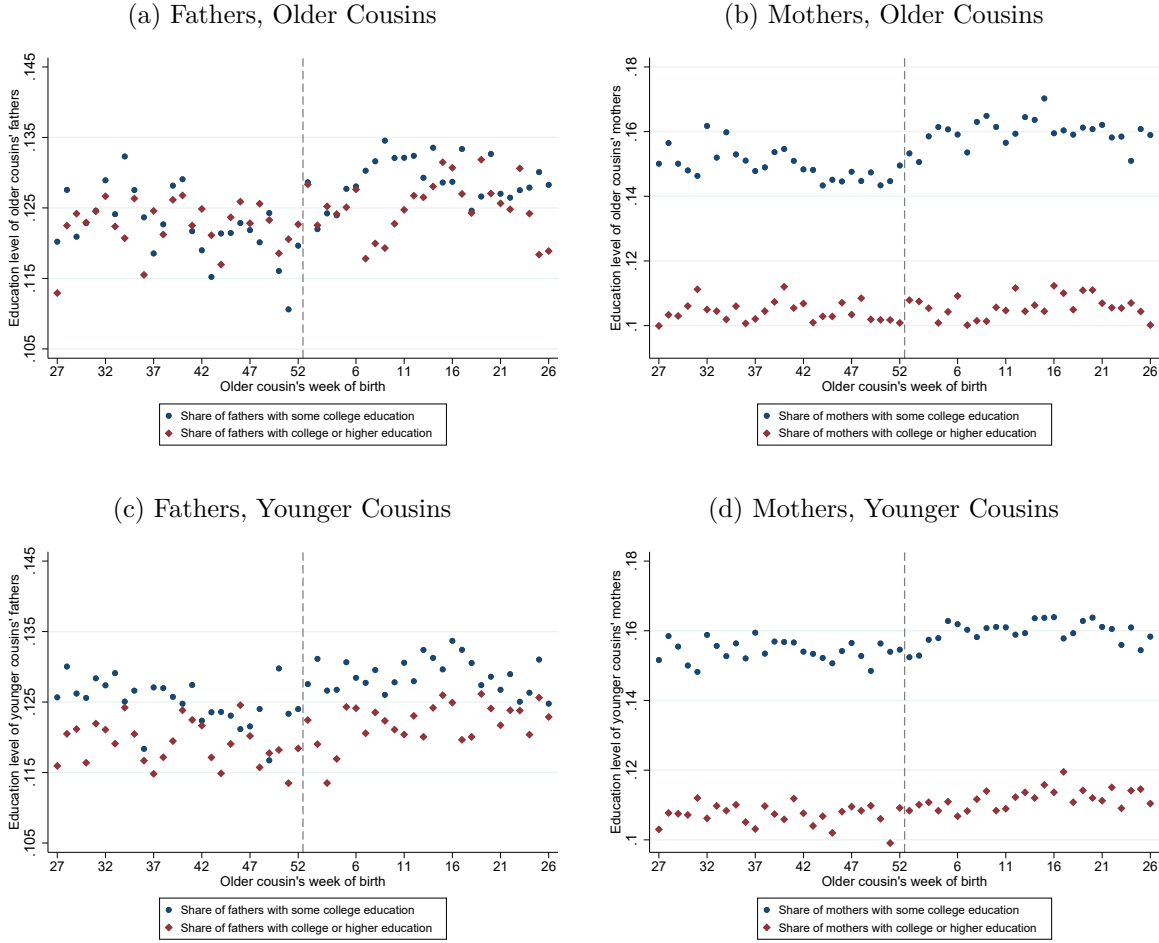 (a) Fathers, Older Cousins
Education level of older cousins' fathers
.145
.135
.125
.115
.105
27 32 37 42 47 52 6 11 16 21 26
Older cousin's week of birth
Share of fathers with some college education
Share of fathers with college or higher education
(b) Mothers, Older Cousins
Education level of older cousins' mothers
.18
.16
.14
.12
.1
27 32 37 42 47 52 6 11 16 21 26
Older cousin's week of birth
Share of mothers with some college education
Share of mothers with college or higher education
(c) Fathers, Younger Cousins
Education level of younger cousins' fathers
.145
.135
.125
.115
.105
27 32 37 42 47 52 6 11 16 21 26
Older cousin's week of birth
Share of fathers with some college education
Share of fathers with college or higher education
(d) Mothers, Younger Cousins
Education level of younger cousins' mothers
.18
.16
.14
.12
.1
27 32 37 42 47 52 6 11 16 21 26
Older cousin's week of birth
Share of mothers with some college education
Share of mothers with college or higher education